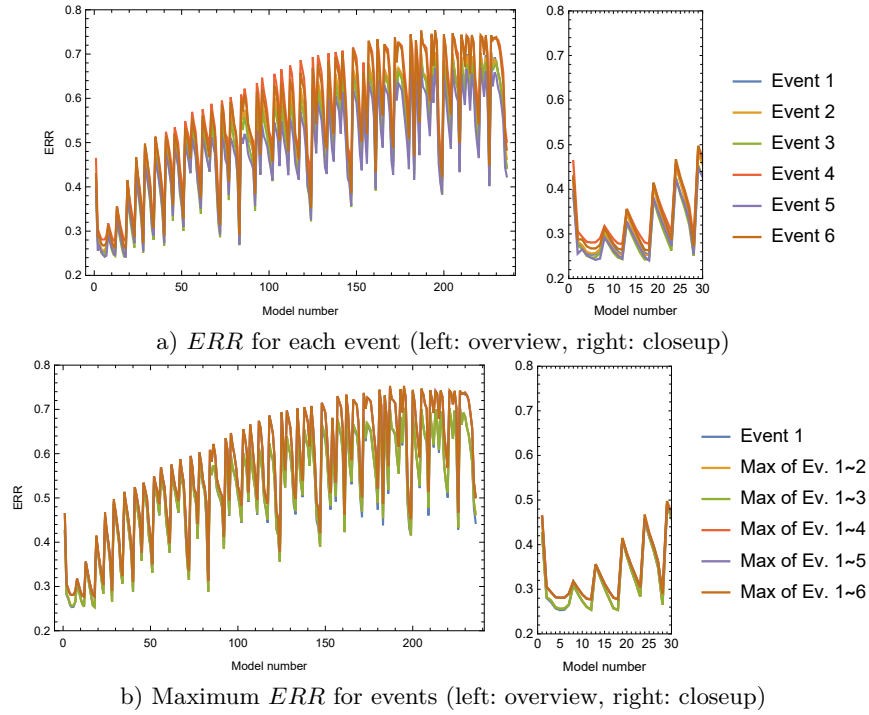 0.8
0.7
0.6
0.5
0.4
0.3
0.2
ERR
0 50 100 150 200
Model number
0.8
0.7
0.6
0.5
0.4
0.3
0.2
0 5 10 15 20 25 30
Model number
Event 1
Event 2
Event 3
Event 4
Event 5
Event 6
a) ERR for each event (left: overview, right: closeup)
0.8
0.7
0.6
0.5
0.4
0.3
0.2
ERR
0 50 100 150 200
Model number
0.8
0.7
0.6
0.5
0.4
0.3
0.2
0 5 10 15 20 25 30
Model number
Event 1
Max of Ev. 1~2
Max of Ev. 1~3
Max of Ev. 1~4
Max of Ev. 1~5
Max of Ev. 1~6
b) Maximum ERR for events (left: overview, right: closeup)